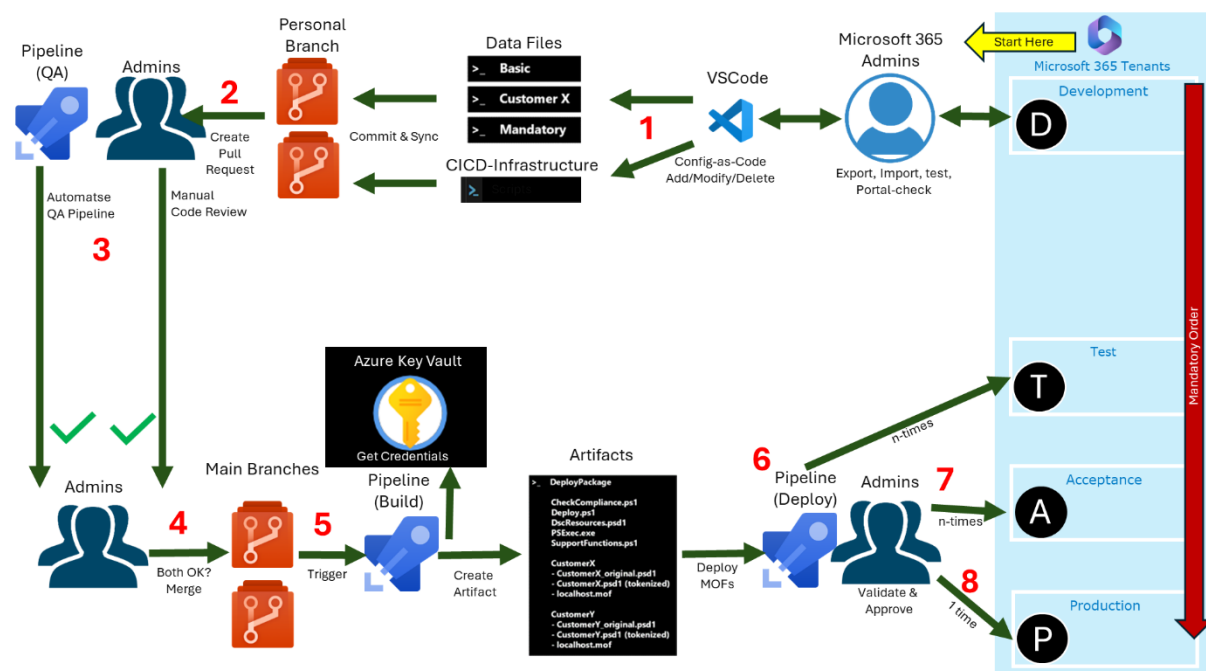 Pipeline
(QA)
Admins
2
Create
Pull
Request
Personal
Branch
Commit & Sync
Data Files
>_ Basic
>_ Customer X
>_ Mandatory
CICD-Infrastructure
>_ Scripts
1
VSCode
Config-as-Code
Add/Modify/Delete
Microsoft 365
Admins
Export, Import, test,
Portal-check
Start Here
Microsoft 365 Tenants
Development
D
Automatse
QA Pipeline
Manual
Code Review
3
Mandatory Order
Test
T
Azure Key Vault
Get Credentials
Admins
4
Both OK?
Merge
Main Branches
5
Trigger
Pipeline
(Build)
Create
Artifact
Artifacts
>_ DeployPackage
CheckCompliance.ps1
Deploy.ps1
DscResources.psd1
PSExec.exe
SupportFunctions.ps1
CustomerX
- CustomerX_original.psd1
- CustomerX.psd1 (tokenized)
- localhost.mof
CustomerY
- CustomerY_original.psd1
- CustomerY.psd1 (tokenized)
- localhost.mof
Deploy
MOFs
6
Pipeline
(Deploy)
n-times
Admins
Validate &
Approve
7
n-times
Acceptance
A
8
1 time
Production
P